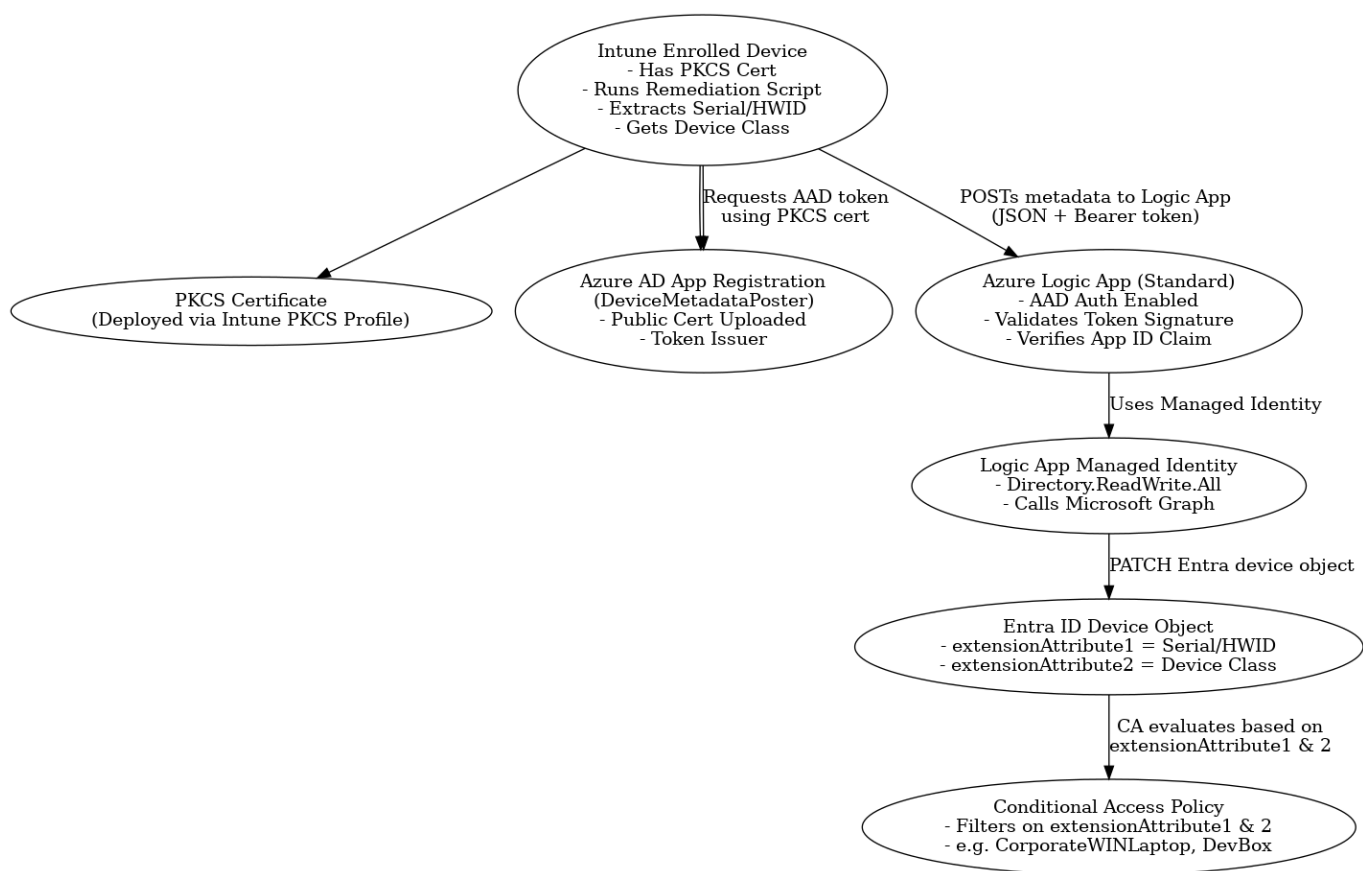 Intune Enrolled Device
- Has PKCS Cert
- Runs Remediation Script
- Extracts Serial/HWID
- Gets Device Class
Requests AAD token
using PKCS cert
POSTs metadata to Logic App
(JSON + Bearer token)
PKCS Certificate
(Deployed via Intune PKCS Profile)
Azure AD App Registration
(DeviceMetadataPoster)
- Public Cert Uploaded
- Token Issuer
Azure Logic App (Standard)
- AAD Auth Enabled
- Validates Token Signature
- Verifies App ID Claim
Uses Managed Identity
Logic App Managed Identity
- Directory.ReadWrite.All
- Calls Microsoft Graph
PATCH Entra device object
Entra ID Device Object
- extensionAttribute1 = Serial/HWID
- extensionAttribute2 = Device Class
CA evaluates based on
extensionAttribute1 & 2
Conditional Access Policy
- Filters on extensionAttribute1 & 2
- e.g. CorporateWINLaptop, DevBox